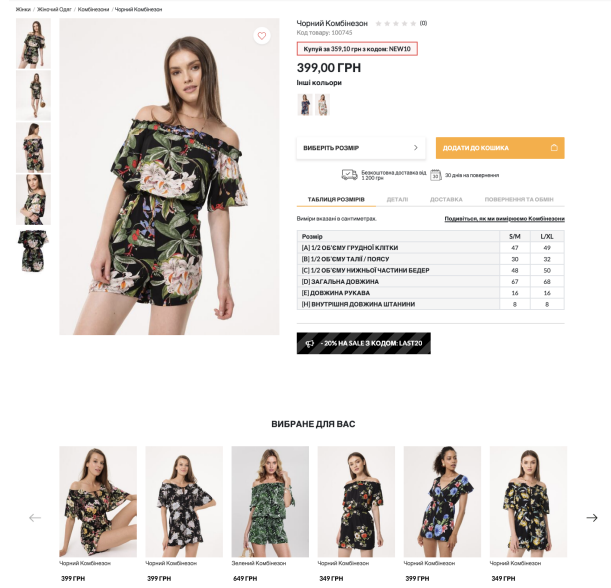 Жінки / Жіночий Одяг / Комбінезони / Чорний Комбінезон
Чорний Комбінезон (0)
Код товару: 100745
Купуй за 359,10 грн з кодом: NEW10
399,00 ГРН
Інші кольори
ВИБЕРІТЬ РОЗМІР
ДОДАТИ ДО КОШИКА
Безкоштовна доставка від
1 200 грн
30 днів на повернення
ТАБЛИЦЯ РОЗМІРІВ ДЕТАЛІ ДОСТАВКА ПОВЕРНЕННЯ ТА ОБМІН
Виміри вказані в сантиметрах. Подивіться, як ми вимірюємо Комбінезони
Розмір S/M L/XL
[A] 1/2 ОБ'ЄМУ ГРУДНОЇ КЛІТКИ 47 49
[B] 1/2 ОБ'ЄМУ ТАЛІЇ / ПОЯСУ 30 32
[C] 1/2 ОБ'ЄМУ НИЖНЬОЇ ЧАСТИНИ БЕДЕР 48 50
[D] ЗАГАЛЬНА ДОВЖИНА 67 68
[E] ДОВЖИНА РУКАВА 16 16
[H] ВНУТРІШНЯ ДОВЖИНА ШТАНИНИ 8 8
- 20% НА SALE З КОДОМ: LAST20
ВИБРАНЕ ДЛЯ ВАС
Чорний Комбінезон Чорний Комбінезон Зелений Комбінезон Чорний Комбінезон Чорний Комбінезон Чорний Комбінезон
399 ГРН 399 ГРН 649 ГРН 349 ГРН 399 ГРН 349 ГРН